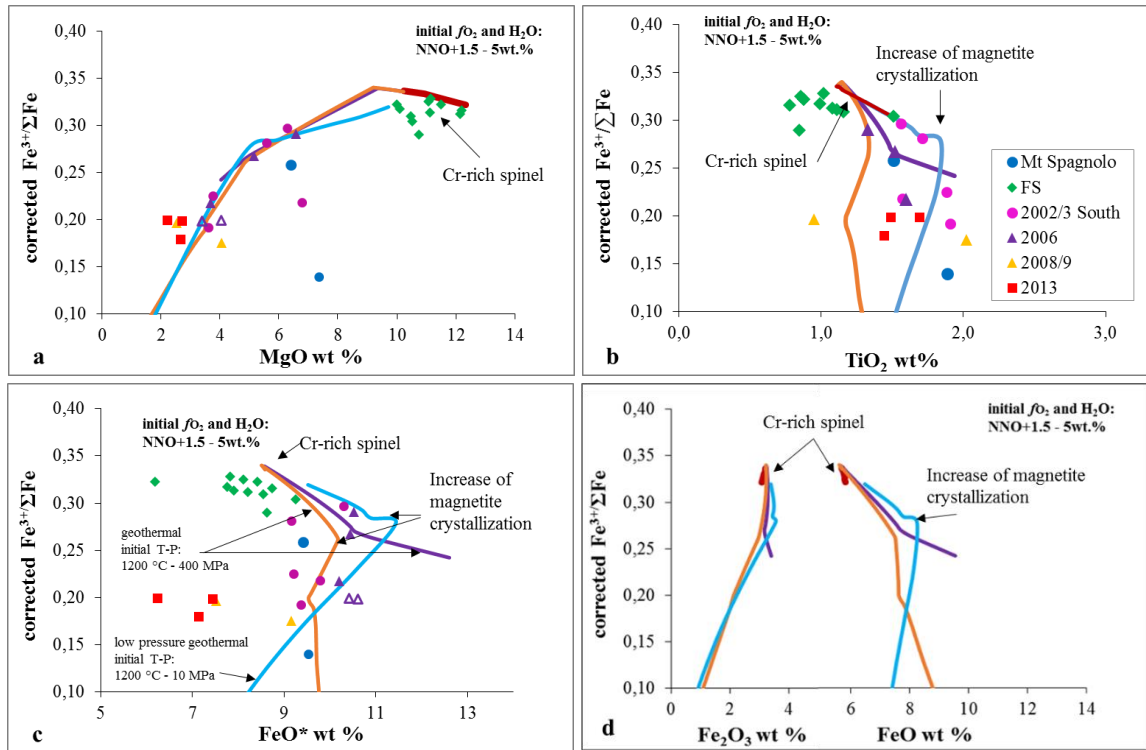 initial fO2 and H2O:
NNO+1.5 - 5wt.%
0,40
0,35
0,30
0,25
0,20
0,15
0,10
corrected Fe3+/∑Fe
Cr-rich spinel
0 2 4 6 8 10 12 14
a
MgO wt %
initial fO2 and H2O:
NNO+1.5 - 5wt.%
Increase of magnetite
crystallization
0,40
0,35
0,30
0,25
0,20
0,15
0,10
corrected Fe3+/∑Fe
Cr-rich spinel
Mt Spagnolo
FS
2002/3 South
2006
2008/9
2013
0,0 1,0 2,0 3,0
b
TiO2 wt%
initial fO2 and H2O:
NNO+1.5 - 5wt.%
Cr-rich spinel
0,40
0,35
0,30
0,25
0,20
0,15
0,10
corrected Fe3+/∑Fe
Increase of
magnetite
crystallization
geothermal
initial T-P:
1200 °C - 400 MPa
low pressure geothermal
initial T-P:
1200 °C - 10 MPa
5 7 9 11 13
c
FeO* wt %
initial fO2 and H2O:
NNO+1.5 - 5wt.%
Cr-rich spinel
0,40
0,35
0,30
0,25
0,20
0,15
0,10
corrected Fe3+/∑Fe
Increase of magnetite
crystallization
0 2 4 6 8 10 12 14
d
Fe2O3 wt % FeO wt %